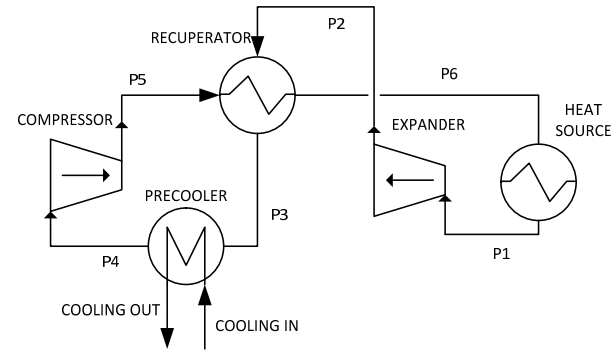 P2
RECUPERATOR
P5
P6
COMPRESSOR
EXPANDER
HEAT
SOURCE
PRECOOLER
P3
P4
P1
COOLING OUT
COOLING IN